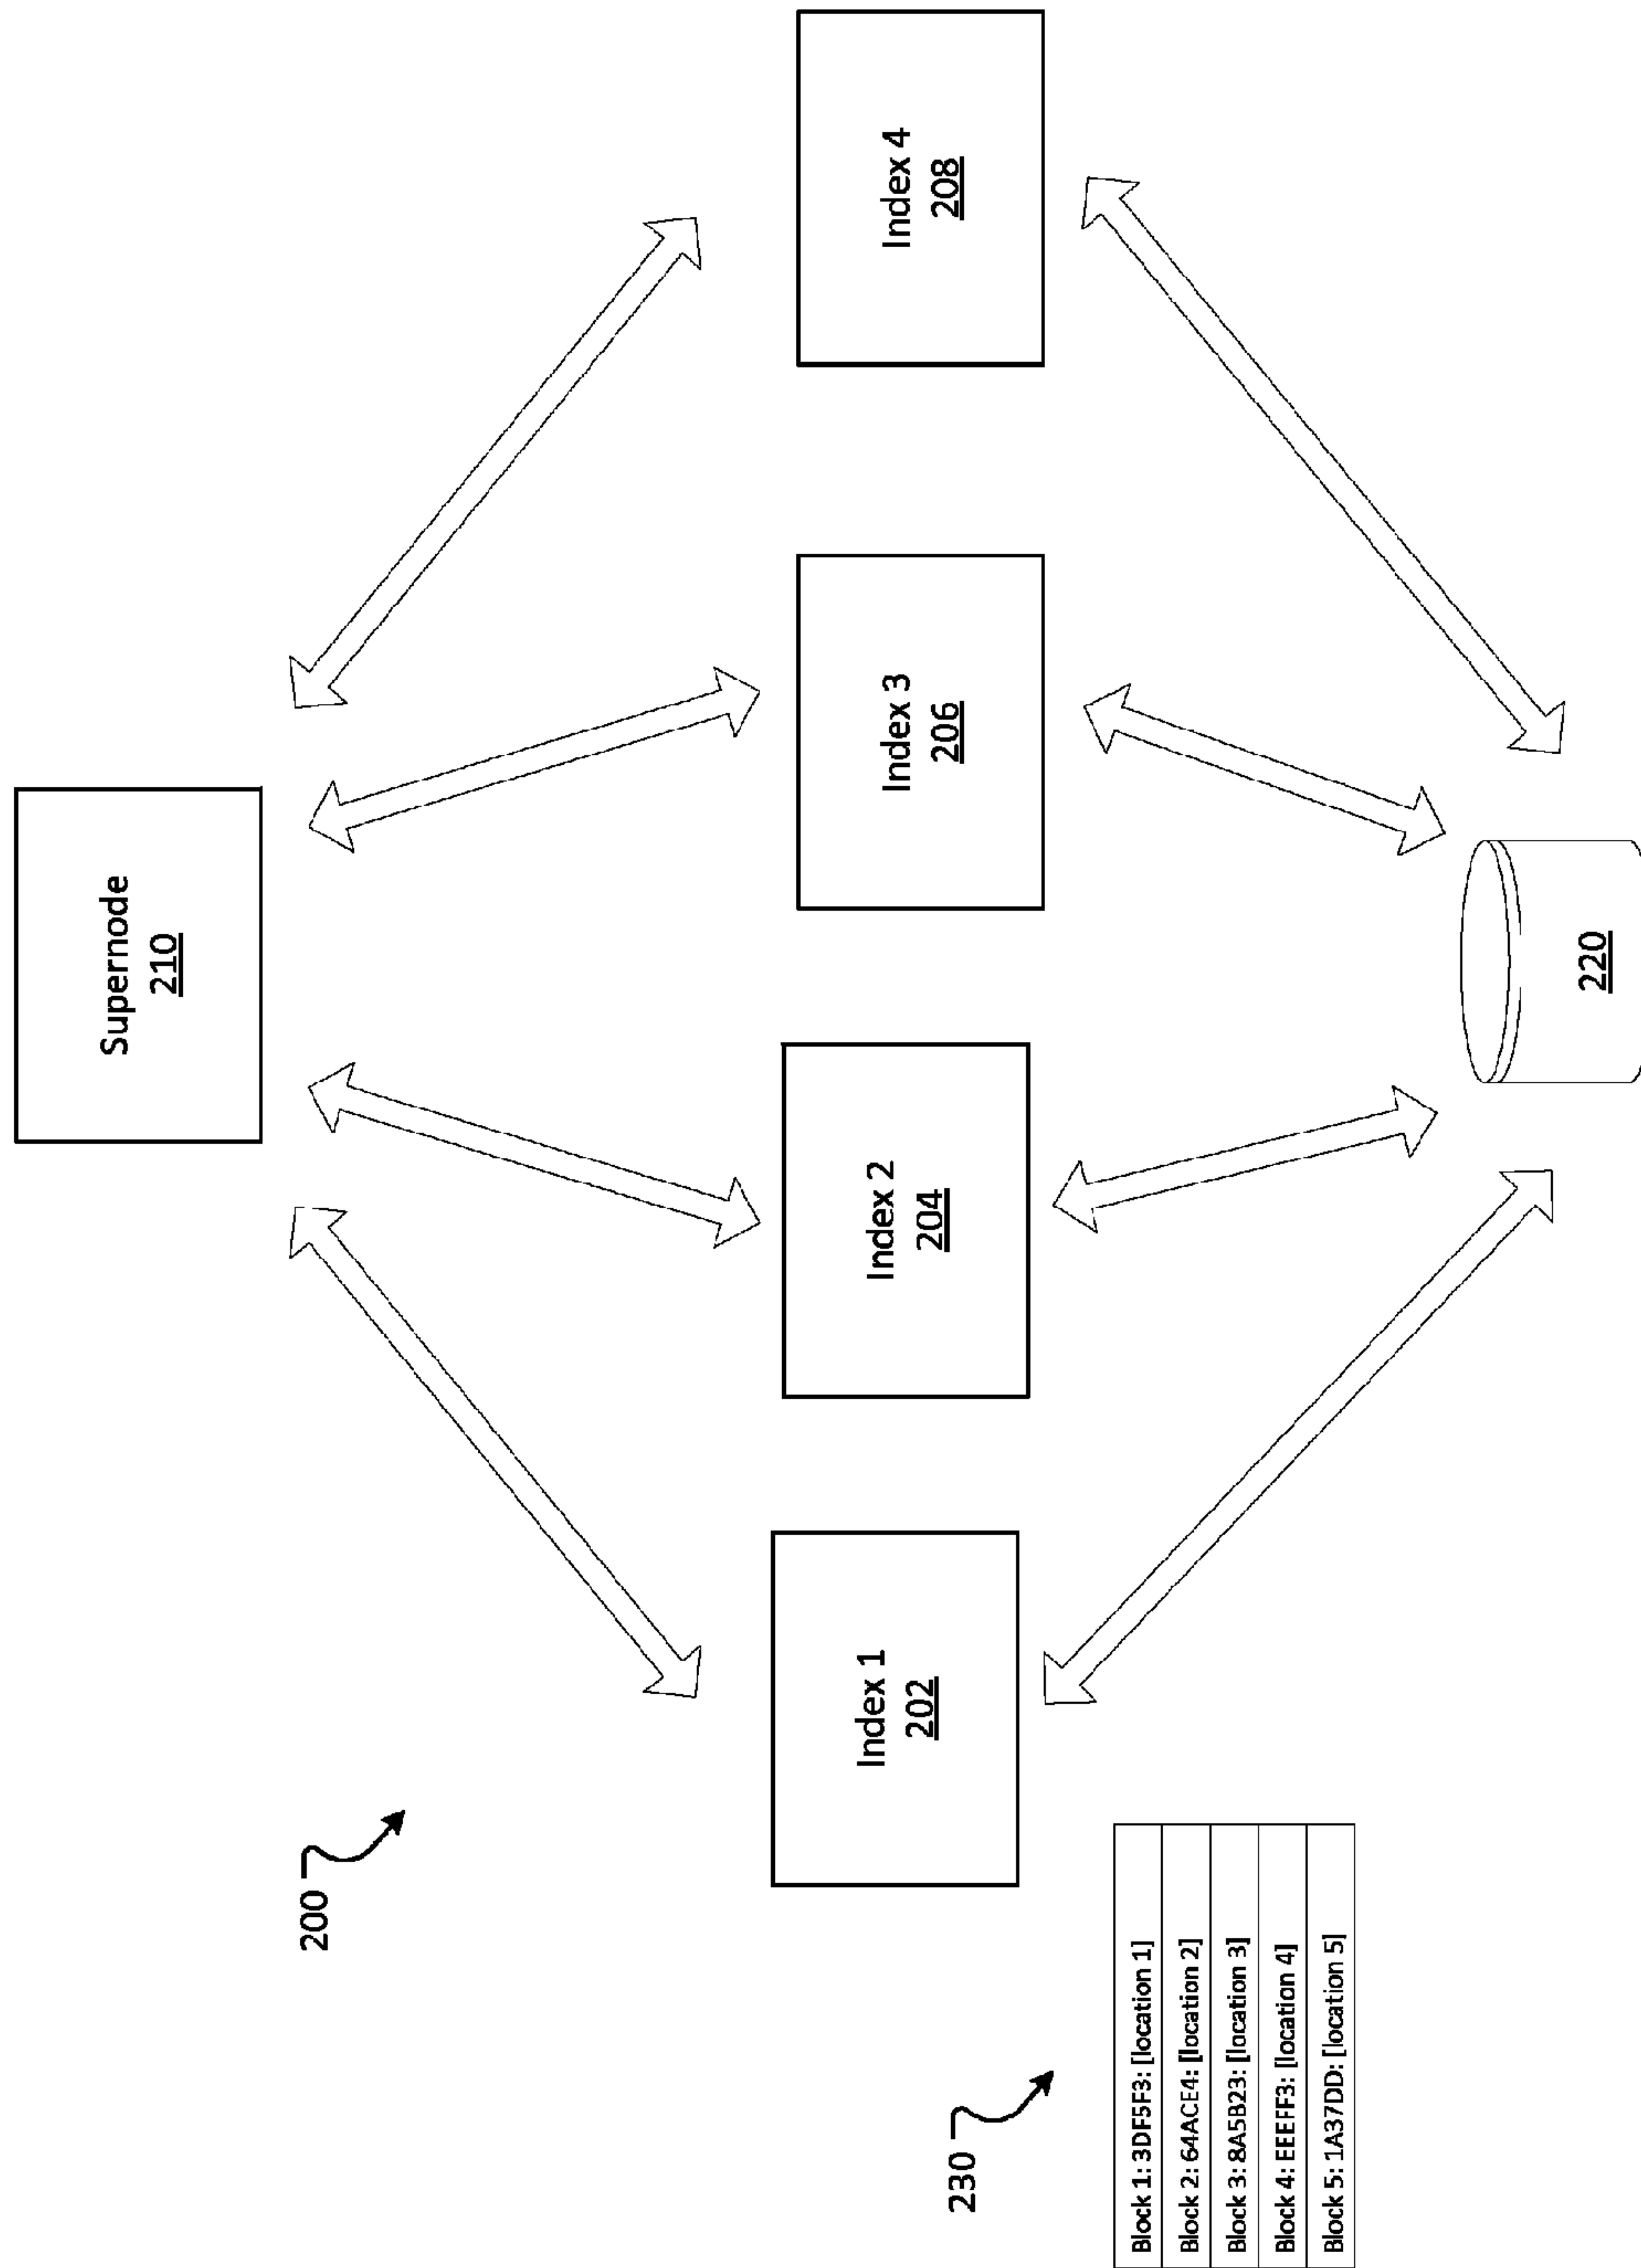 200
Supernode
210
Index 1
202
Index 2
204
Index 3
206
Index 4
208
230
Block 1: 3DF5F3: [location 1]
Block 2: 64ACE4: [location 2]
Block 3: 8A5B23: [location 3]
Block 4: EEEFF3: [location 4]
Block 5: 1A37DD: [location 5]
220